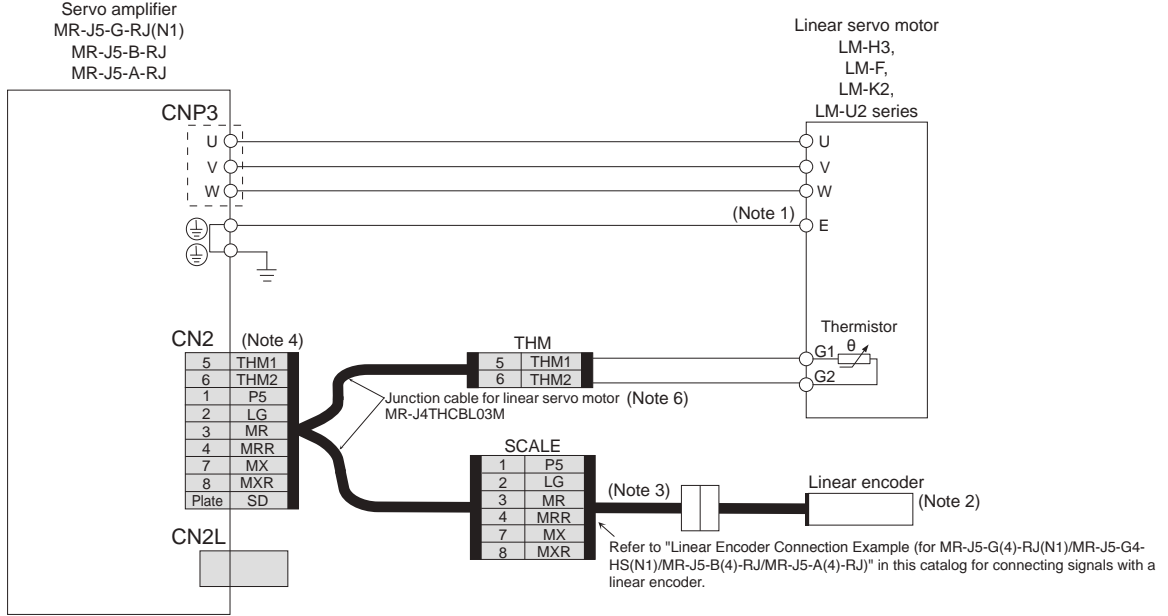 Servo amplifier
MR-J5-G-RJ(N1)
MR-J5-B-RJ
MR-J5-A-RJ
Linear servo motor
LM-H3,
LM-F,
LM-K2,
LM-U2 series
CNP3
U
V
W
U
V
W
(Note 1)
E
CN2
(Note 4)
5 THM1
6 THM2
1 P5
2 LG
3 MR
4 MRR
7 MX
8 MXR
Plate SD
THM
5 THM1
6 THM2
Thermistor
G1
θ
G2
Junction cable for linear servo motor (Note 6)
MR-J4THCBL03M
SCALE
1 P5
2 LG
3 MR
4 MRR
7 MX
8 MXR
(Note 3)
Linear encoder
(Note 2)
Refer to "Linear Encoder Connection Example (for MR-J5-G(4)-RJ(N1)/MR-J5-G4-
HS(N1)/MR-J5-B(4)-RJ/MR-J5-A(4)-RJ)" in this catalog for connecting signals with a
linear encoder.
CN2L